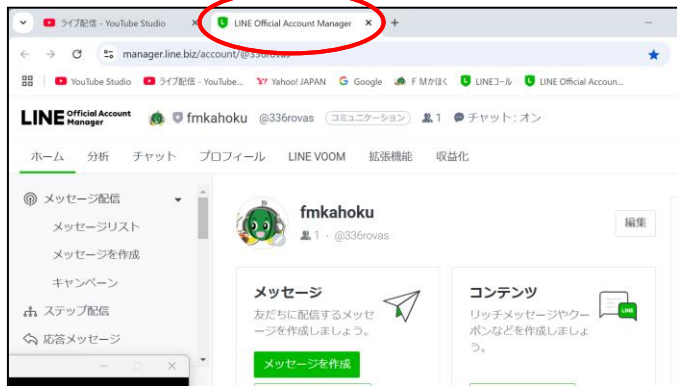 ライブ配信 - YouTube Studio
LINE Official Account Manager
manager.line.biz/account/@336rovas
YouTube Studio
ライブ配信 - YouTube...
Yahoo! JAPAN
Google
F Mかほく
LINEコール
LINE Official Accoun...
LINE Official Account Manager
fmkahoku @336rovas コミュニケーション 1 チャット:オン
ホーム 分析 チャット プロフィール LINE VOOM 拡張機能 収益化
メッセージ配信
メッセージリスト
メッセージを作成
キャンペーン
ステップ配信
応答メッセージ
fmkahoku
1 · @336rovas
編集
メッセージ
友だちに配信するメッセ
ージを作成しましょう。
メッセージを作成
コンテンツ
リッチメッセージやクー
ポンなどを作成しましょ
う。
LINE